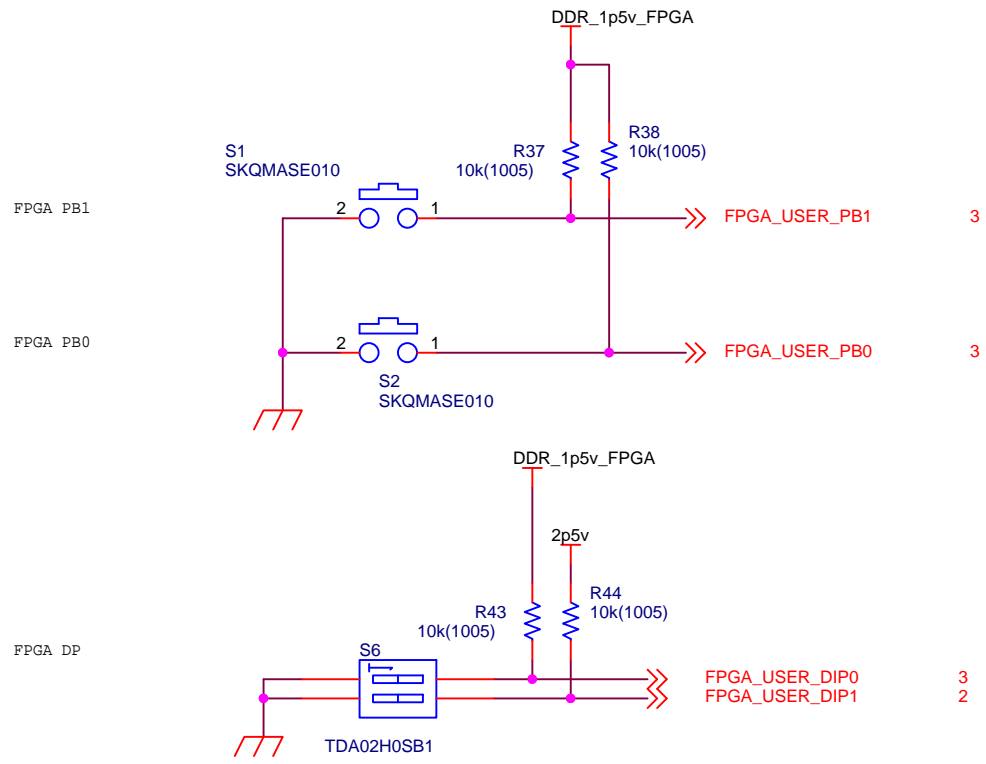 DDR_1p5v_FPGA
S1
SKQMASE010
R37
10k(1005)
R38
10k(1005)
FPGA PB1
2
1
FPGA_USER_PB1
3
FPGA PB0
2
1
FPGA_USER_PB0
3
S2
SKQMASE010
DDR_1p5v_FPGA
2p5v
R43
10k(1005)
R44
10k(1005)
FPGA DP
S6
FPGA_USER_DIP0
3
FPGA_USER_DIP1
2
TDA02H0SB1